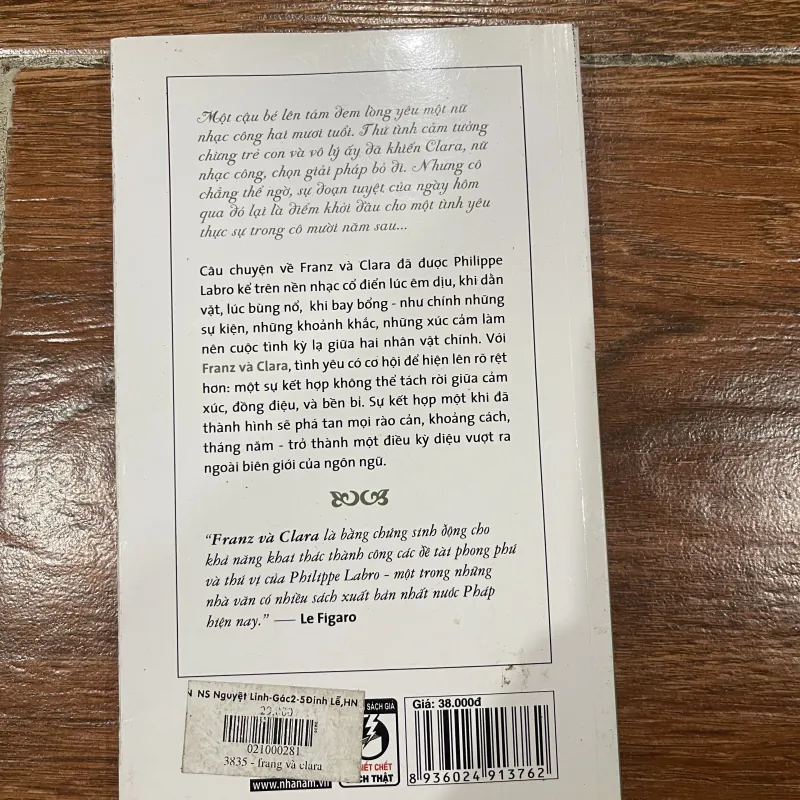 Một cậu bé lên tám đem lòng yêu một nữ
nhạc công hai mươi tuổi. Thứ tình cảm tưởng
chừng trẻ con và vô lý ấy đã khiến Clara, nữ
nhạc công, chọn giải pháp bỏ đi. Nhưng cô
chẳng thể ngờ, sự đoạn tuyệt của ngày hôm
qua đó lại là điểm khởi đầu cho một tình yêu
thực sự trong cô mười năm sau...
Câu chuyện về Franz và Clara đã được Philippe
Labro kể trên nền nhạc cổ điển lúc êm dịu, khi dằn
vặt, lúc bùng nổ, khi bay bổng - như chính những
sự kiện, những khoảnh khắc, những xúc cảm làm
nên cuộc tình kỳ lạ giữa hai nhân vật chính. Với
Franz và Clara, tình yêu có cơ hội để hiện lên rõ rệt
hơn: một sự kết hợp không thể tách rời giữa cảm
xúc, đồng điệu, và bền bỉ. Sự kết hợp một khi đã
thành hình sẽ phá tan mọi rào cản, khoảng cách,
tháng năm - trở thành một điều kỳ diệu vượt ra
ngoài biên giới của ngôn ngữ.
“Franz và Clara là bằng chứng sinh động cho
khả năng khai thác thành công các đề tài phong phú
và thú vị của Philippe Labro - một trong những
nhà văn có nhiều sách xuất bản nhất nước Pháp
hiện nay.” — Le Figaro
N NS Nguyệt Linh-Gác2-5Đinh Lễ,HN
021000281
3835 - frang và clara
SÁCH GIẢ
GIẾT CHẾT
SÁCH THẬT
www.nhanam.vn
Giá: 38.000đ
8 936024 913762